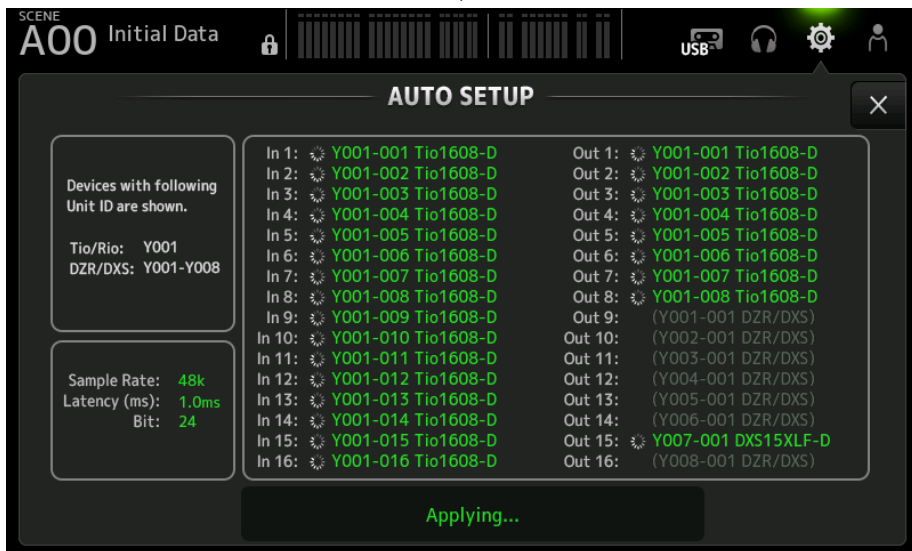 SCENE
A00 Initial Data
USB
AUTO SETUP
Devices with following
Unit ID are shown.
Tio/Rio: Y001
DZR/DXS: Y001-Y008
Sample Rate: 48k
Latency (ms): 1.0ms
Bit: 24
In 1: Y001-001 Tio1608-D
In 2: Y001-002 Tio1608-D
In 3: Y001-003 Tio1608-D
In 4: Y001-004 Tio1608-D
In 5: Y001-005 Tio1608-D
In 6: Y001-006 Tio1608-D
In 7: Y001-007 Tio1608-D
In 8: Y001-008 Tio1608-D
In 9: Y001-009 Tio1608-D
In 10: Y001-010 Tio1608-D
In 11: Y001-011 Tio1608-D
In 12: Y001-012 Tio1608-D
In 13: Y001-013 Tio1608-D
In 14: Y001-014 Tio1608-D
In 15: Y001-015 Tio1608-D
In 16: Y001-016 Tio1608-D
Out 1: Y001-001 Tio1608-D
Out 2: Y001-002 Tio1608-D
Out 3: Y001-003 Tio1608-D
Out 4: Y001-004 Tio1608-D
Out 5: Y001-005 Tio1608-D
Out 6: Y001-006 Tio1608-D
Out 7: Y001-007 Tio1608-D
Out 8: Y001-008 Tio1608-D
Out 9: (Y001-001 DZR/DXS)
Out 10: (Y002-001 DZR/DXS)
Out 11: (Y003-001 DZR/DXS)
Out 12: (Y004-001 DZR/DXS)
Out 13: (Y005-001 DZR/DXS)
Out 14: (Y006-001 DZR/DXS)
Out 15: Y007-001 DXS15XLF-D
Out 16: (Y008-001 DZR/DXS)
Applying...